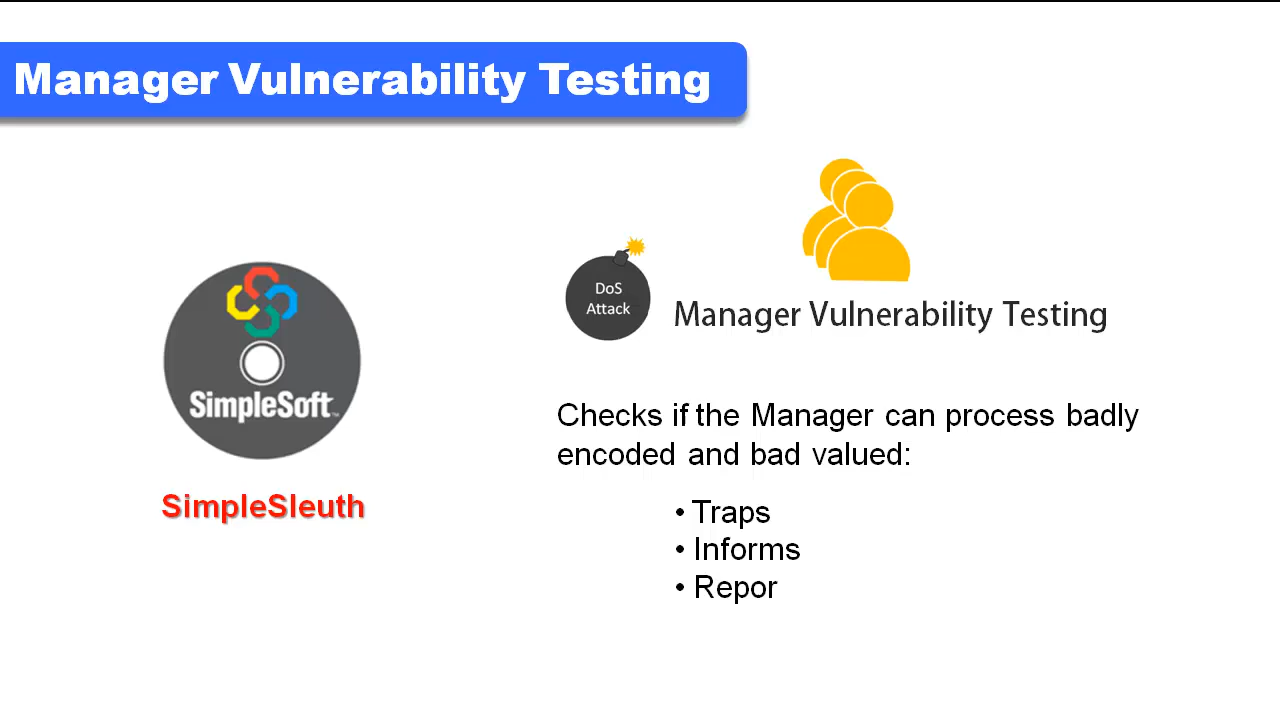 Manager Vulnerability Testing
DoS
Attack
Manager Vulnerability Testing
SimpleSoft™
Checks if the Manager can process badly
encoded and bad valued:
• Traps
• Informs
• Repor
SimpleSleuth